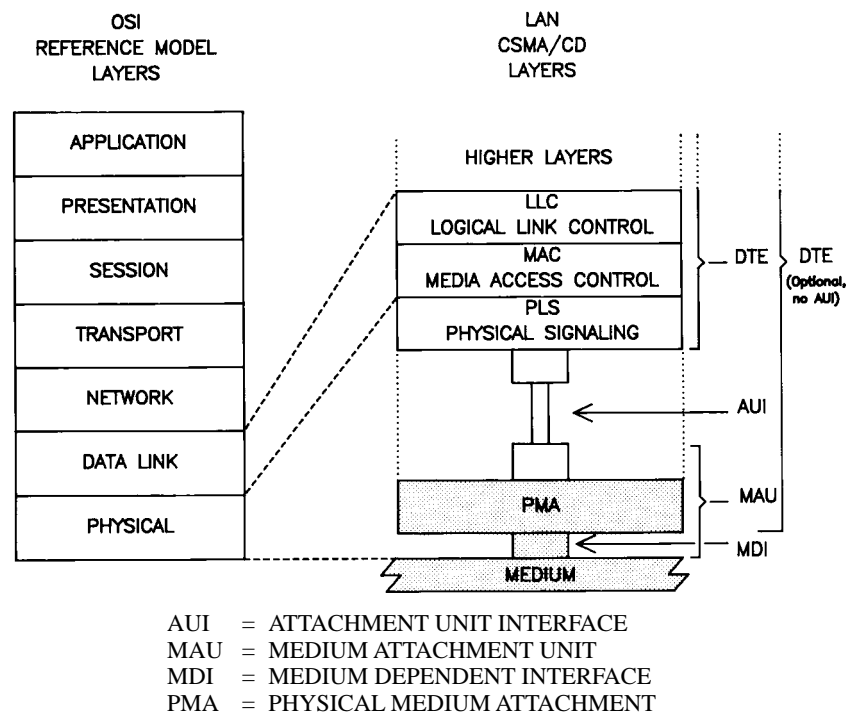 OSI
REFERENCE MODEL
LAYERS
LAN
CSMA/CD
LAYERS
APPLICATION
PRESENTATION
SESSION
TRANSPORT
NETWORK
DATA LINK
PHYSICAL
HIGHER LAYERS
LLC
LOGICAL LINK CONTROL
MAC
MEDIA ACCESS CONTROL
PLS
PHYSICAL SIGNALING
PMA
MEDIUM
DTE
DTE
(Optional,
no AUI)
AUI
MAU
MDI
AUI = ATTACHMENT UNIT INTERFACE
MAU = MEDIUM ATTACHMENT UNIT
MDI = MEDIUM DEPENDENT INTERFACE
PMA = PHYSICAL MEDIUM ATTACHMENT